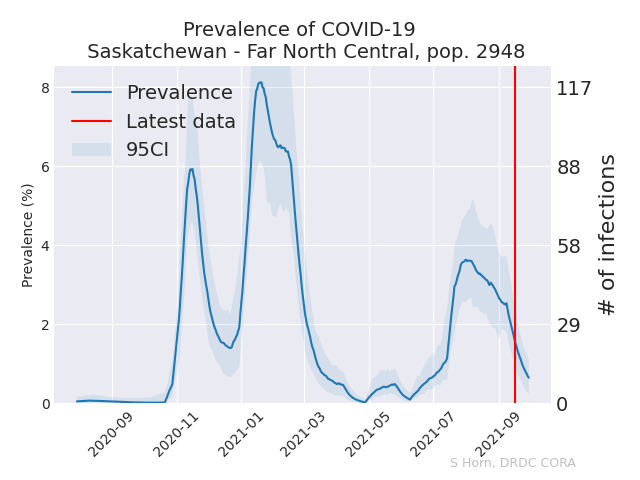 Prevalence of COVID-19
Saskatchewan - Far North Central, pop. 2948
Prevalence
Latest data
95CI
Prevalence (%)
8
6
4
2
0
117
88
58
29
0
# of infections
2020-09
2020-11
2021-01
2021-03
2021-05
2021-07
2021-09
S Horn, DRDC CORA